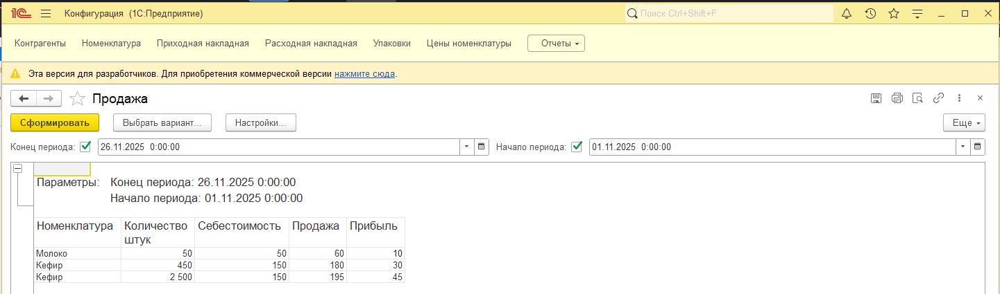 1С Конфигурация (1С:Предприятие) Поиск Ctrl+Shift+F
Контрагенты Номенклатура Приходная накладная Расходная накладная Упаковки Цены номенклатуры Отчеты
Эта версия для разработчиков. Для приобретения коммерческой версии нажмите сюда.
Продажа
Сформировать Выбрать вариант... Настройки... Еще
Конец периода: 26.11.2025 0:00:00 Начало периода: 01.11.2025 0:00:00
Параметры: Конец периода: 26.11.2025 0:00:00
Начало периода: 01.11.2025 0:00:00
Номенклатура Количество штук Себестоимость Продажа Прибыль
Молоко 50 50 60 10
Кефир 450 150 180 30
Кефир 2 500 150 195 45